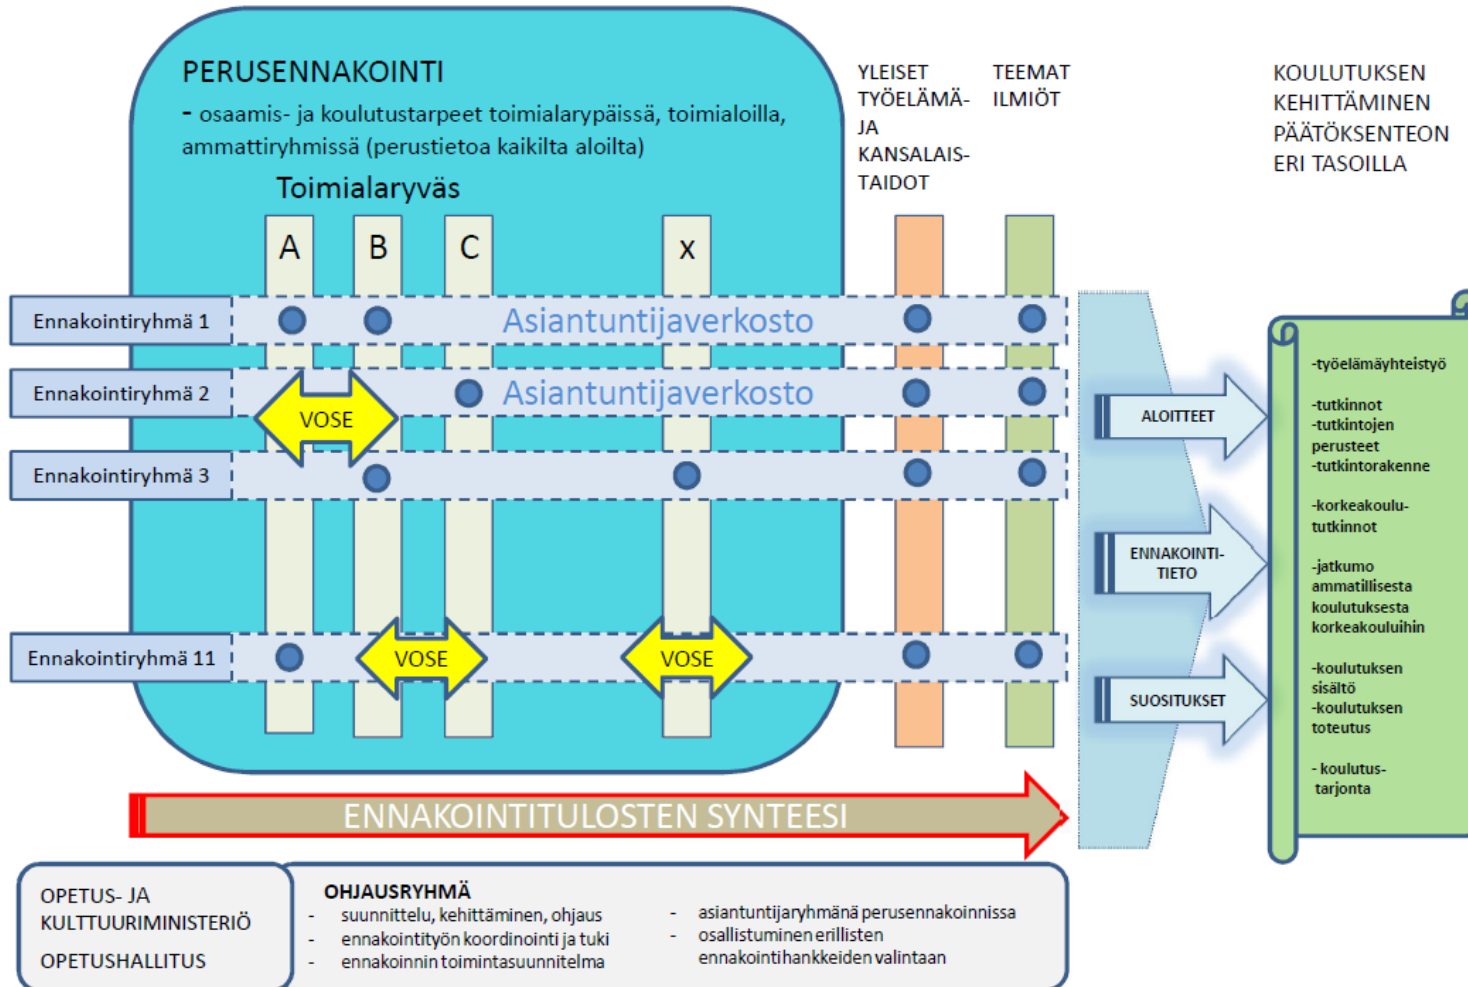 PERUSENNAKOINTI
- osaamis- ja koulutustarpeet toimialarypäissä, toimialoilla,
ammattiryhmissä (perustietoa kaikilta aloilta)
Toimialaryväs
A
B
C
x
YLEISET
TYÖELÄMÄ-
JA
KANSALAIS-
TAIDOT
TEEMAT
ILMIÖT
KOULUTUKSEN
KEHITTÄMINEN
PÄÄTÖKSENTEON
ERI TASOILLA
Ennakointiryhmä 1
Asiantuntijaverkosto
Ennakointiryhmä 2
Asiantuntijaverkosto
VOSE
Ennakointiryhmä 3
Ennakointiryhmä 11
VOSE
VOSE
ALOITTEET
ENNAKOINTI-
TIETO
SUOSITUKSET
-työelämäyhteistyö
-tutkinnot
-tutkintojen
perusteet
-tutkintorakenne
-korkeakoulu-
tutkinnot
-jatkumo
ammatillisesta
koulutuksesta
korkeakouluihin
-koulutuksen
sisältö
-koulutuksen
toteutus
- koulutus-
tarjonta
ENNAKOINTITULOSTEN SYNTEESI
OPETUS- JA
KULTTUURIMINISTERIÖ
OPETUSHALLITUS
OHJAUSRYHMÄ
- suunnittelu, kehittäminen, ohjaus
- ennakointityön koordinointi ja tuki
- ennakoinnin toimintasuunnitelma
- asiantuntijaryhmänä perusennakoinnissa
- osallistuminen erillisten
ennakointihankkeiden valintaan